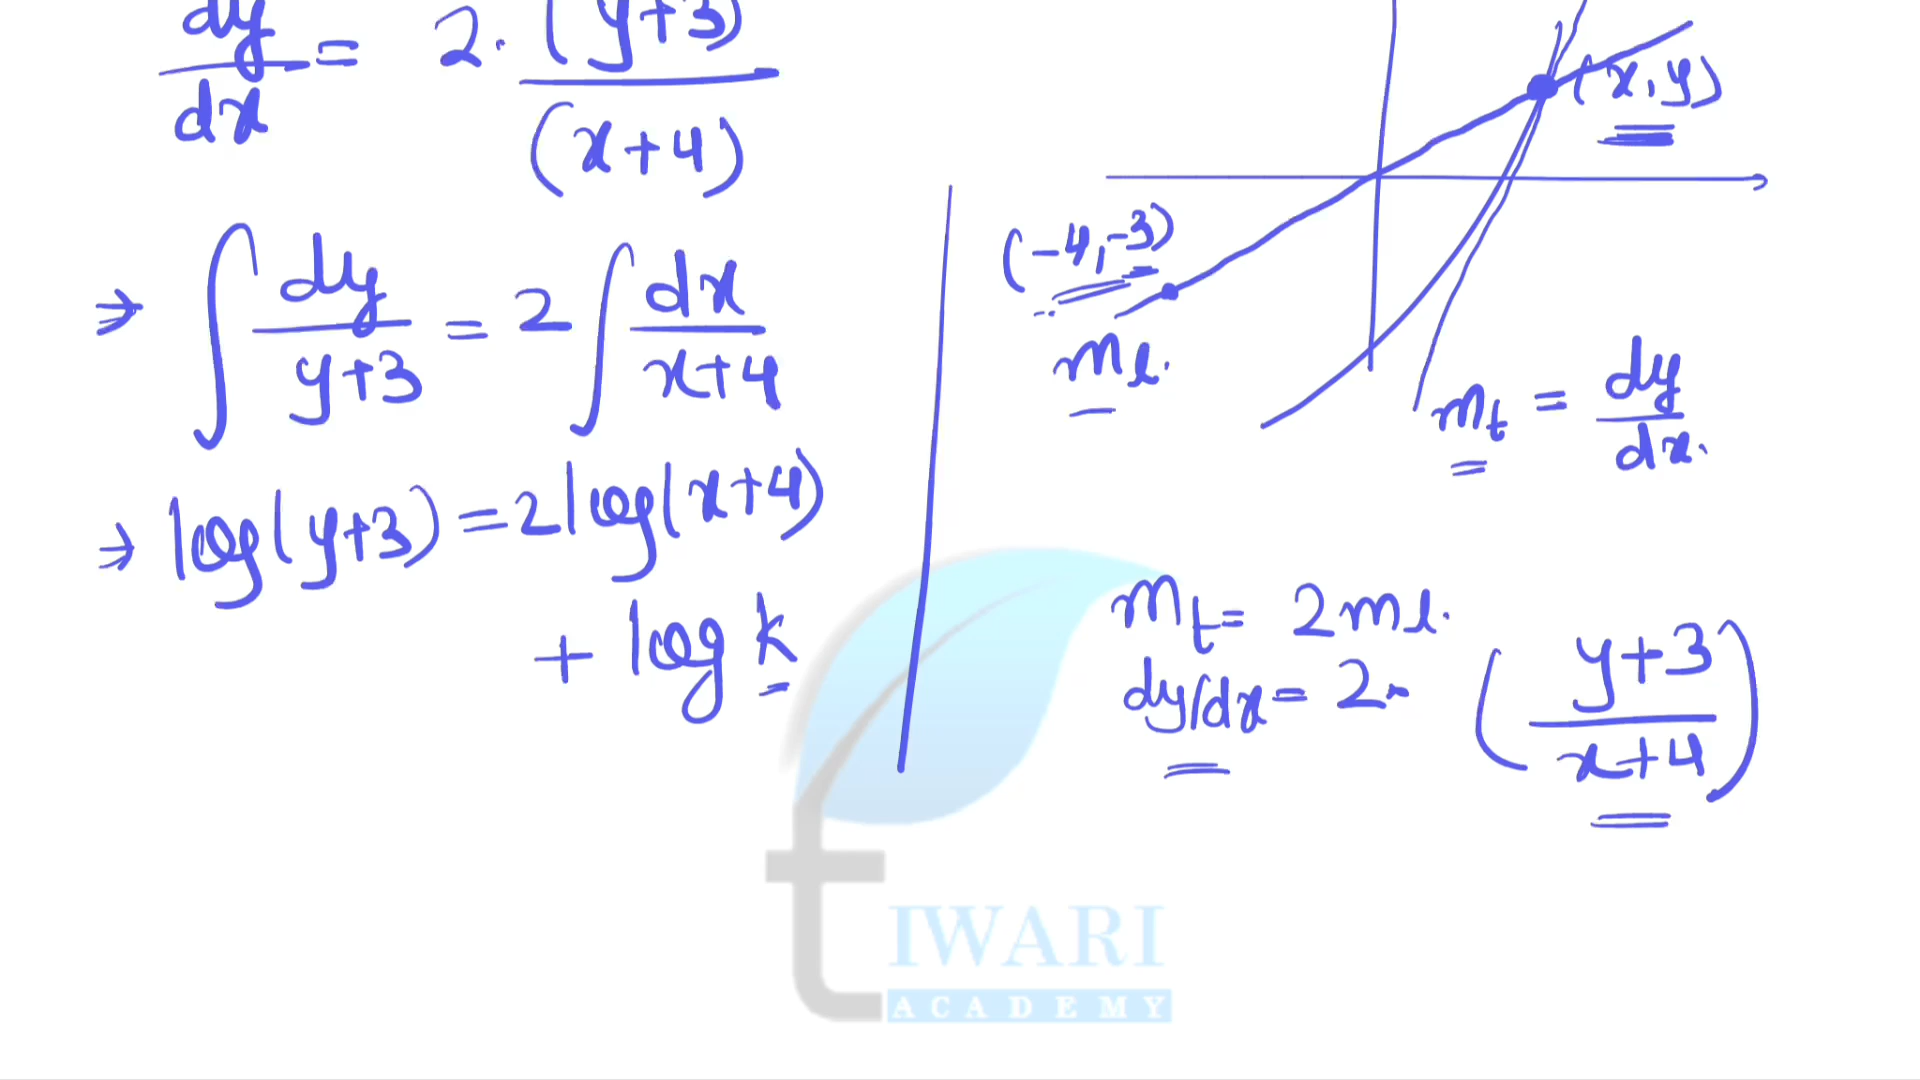 dy/dx = 2. (y+3)/(x+4)
⇒ ∫ dy/y+3 = 2 ∫ dx/x+4
⇒ log(y+3) = 2 log(x+4)
+ log k
(x, y)
(-4, -3)
ml.
mt = dy/dx.
mt = 2ml.
dy/dx = 2. (y+3/x+4)
tIWARI
ACADEMY